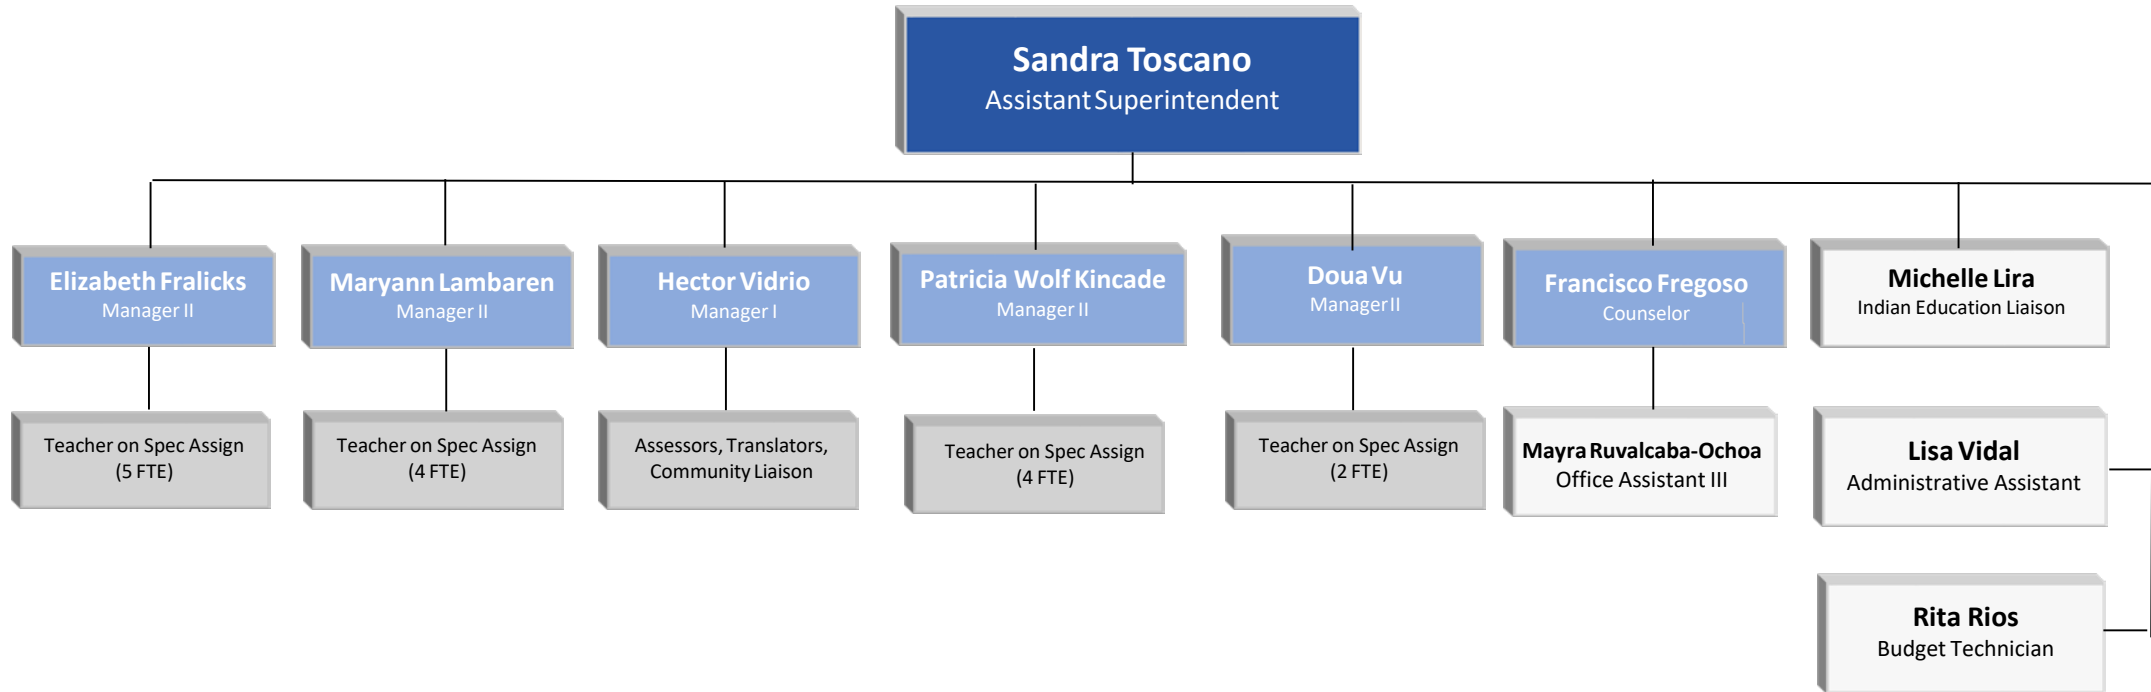 Sandra Toscano
Assistant Superintendent
Elizabeth Fralicks
Manager II
Maryann Lambaren
Manager II
Hector Vidrio
Manager I
Patricia Wolf Kincade
Manager II
Doua Vu
Manager II
Francisco Fregoso
Counselor
Michelle Lira
Indian Education Liaison
Teacher on Spec Assign
(5 FTE)
Teacher on Spec Assign
(4 FTE)
Assessors, Translators,
Community Liaison
Teacher on Spec Assign
(4 FTE)
Teacher on Spec Assign
(2 FTE)
Mayra Ruvalcaba-Ochoa
Office Assistant III
Lisa Vidal
Administrative Assistant
Rita Rios
Budget Technician